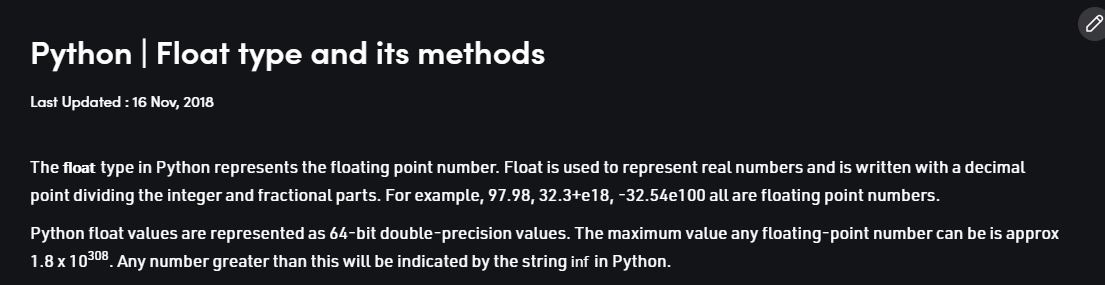 Python | Float type and its methods
Last Updated : 16 Nov, 2018
The float type in Python represents the floating point number. Float is used to represent real numbers and is written with a decimal
point dividing the integer and fractional parts. For example, 97.98, 32.3+e18, -32.54e100 all are floating point numbers.
Python float values are represented as 64-bit double-precision values. The maximum value any floating-point number can be is approx
1.8 x 10³⁰⁸. Any number greater than this will be indicated by the string inf in Python.